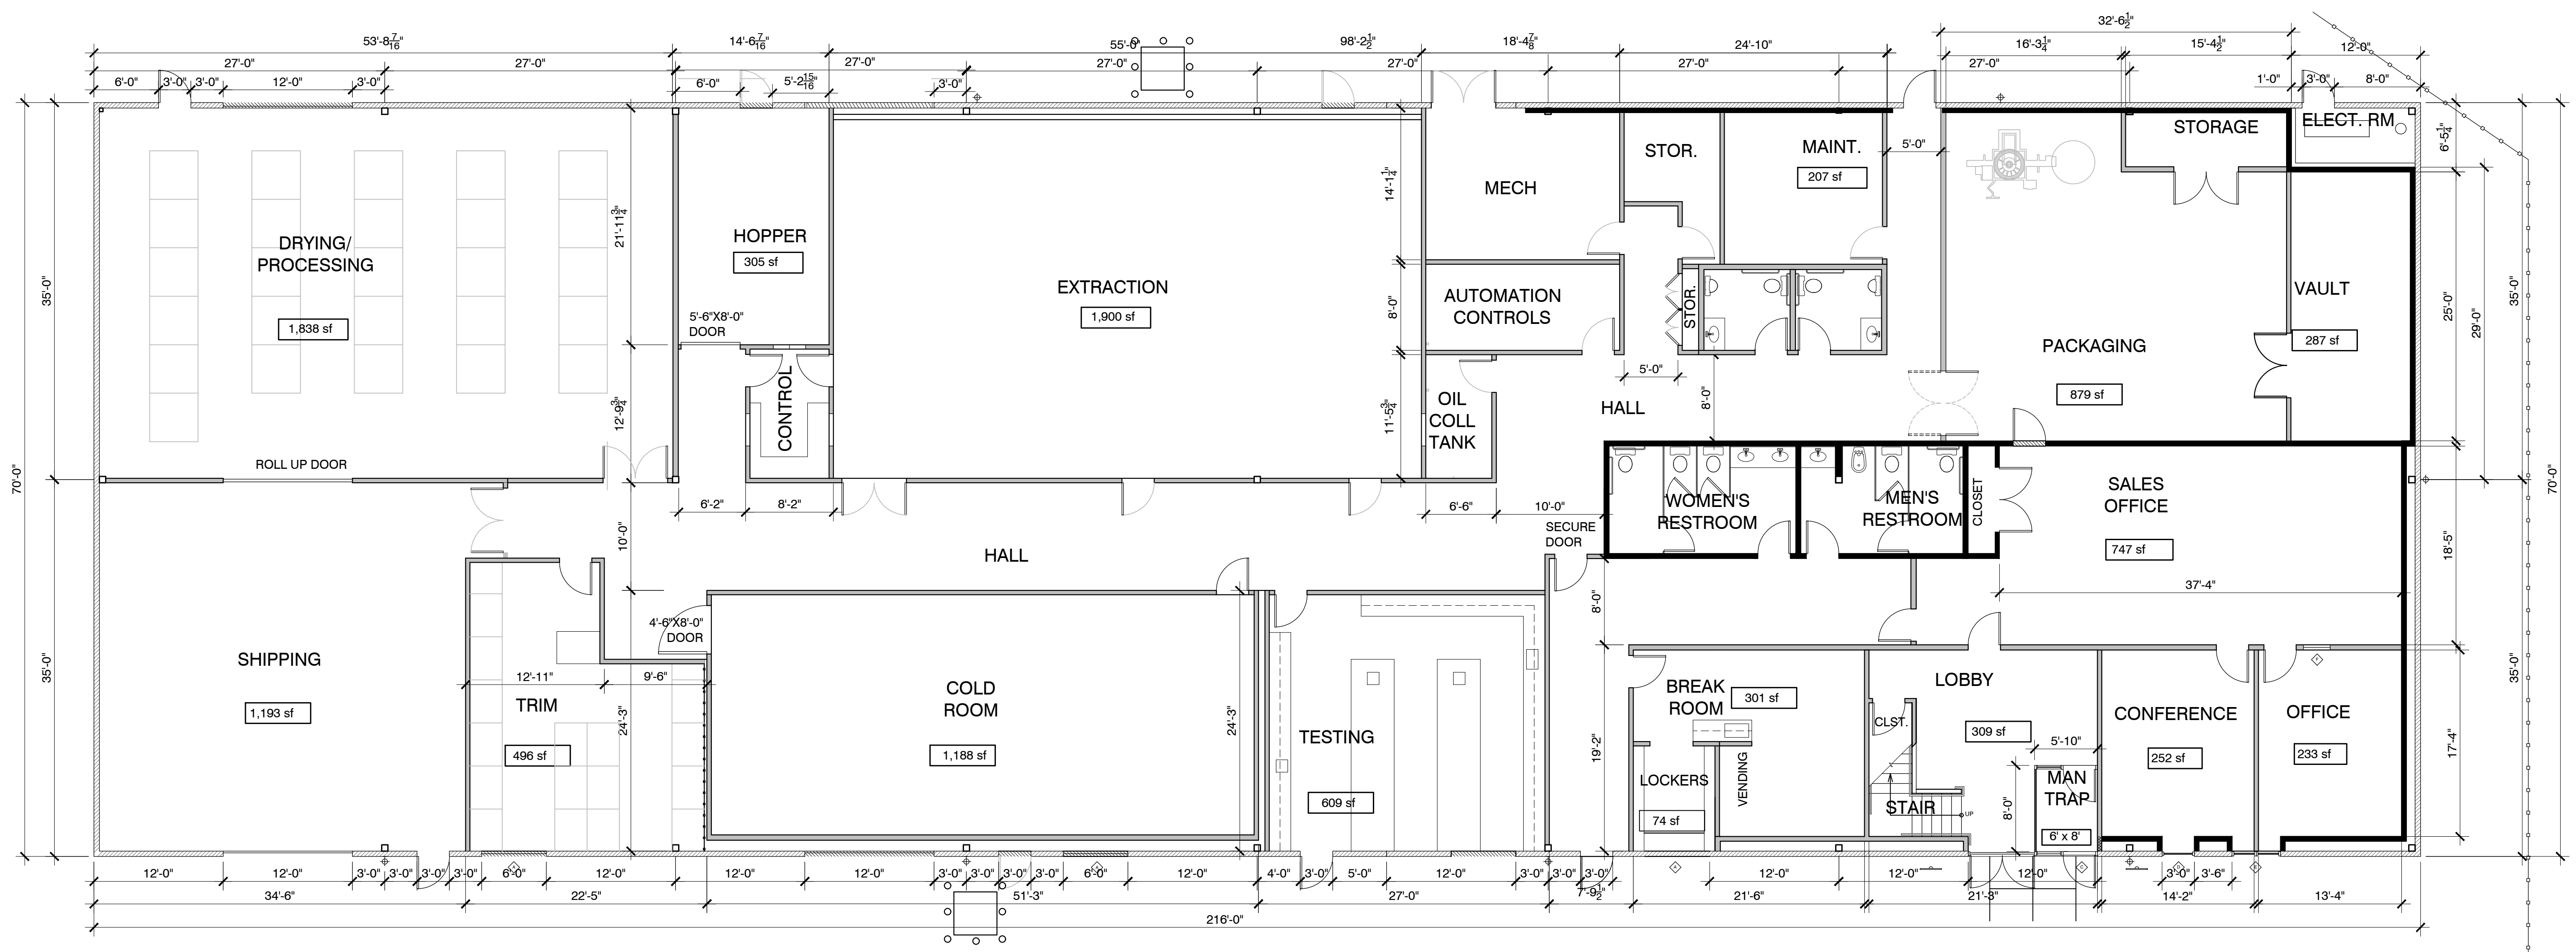 32'-6 1/2"
53'-8 7/16"
14'-6 7/16"
55'-0"
98'-2 1/2"
18'-4 7/8"
24'-10"
16'-3 1/4"
15'-4 1/2"
12'-0"
27'-0"
27'-0"
27'-0"
27'-0"
27'-0"
27'-0"
27'-0"
6'-0"
3'-0"
3'-0"
12'-0"
3'-0"
6'-0"
5'-2 15/16"
3'-0"
1'-0"
3'-0"
8'-0"
ELECT. RM
STORAGE
6'-5 1/4"
STOR.
MAINT.
207 sf
5'-0"
MECH
14'-1 1/4"
21'-11 3/4"
HOPPER
305 sf
DRYING/
PROCESSING
1,838 sf
EXTRACTION
1,900 sf
AUTOMATION
CONTROLS
8'-0"
STOR.
VAULT
287 sf
35'-0"
25'-0"
29'-0"
35'-0"
5'-6"X8'-0"
DOOR
PACKAGING
879 sf
CONTROL
5'-0"
8'-0"
HALL
12'-9 3/4"
11'-5 3/4"
OIL
COLL
TANK
ROLL UP DOOR
70'-0"
70'-0"
6'-2"
8'-2"
6'-6"
10'-0"
SECURE
DOOR
WOMEN'S
RESTROOM
MEN'S
RESTROOM
CLOSET
SALES
OFFICE
747 sf
18'-5"
10'-0"
HALL
37'-4"
8'-0"
4'-6"X8'-0"
DOOR
SHIPPING
1,193 sf
35'-0"
12'-11"
9'-6"
TRIM
496 sf
24'-3"
COLD
ROOM
1,188 sf
24'-3"
TESTING
609 sf
19'-2"
BREAK
ROOM
301 sf
LOCKERS
74 sf
VENDING
LOBBY
309 sf
CLST.
STAIR
UP
5'-10"
8'-0"
MAN
TRAP
6' x 8'
CONFERENCE
252 sf
OFFICE
233 sf
17'-4"
35'-0"
12'-0"
12'-0"
3'-0"
3'-0"
3'-0"
3'-0"
6'-0"
12'-0"
12'-0"
12'-0"
3'-0"
3'-0"
3'-0"
3'-0"
6'-0"
12'-0"
4'-0"
3'-0"
5'-0"
12'-0"
3'-0"
3'-0"
3'-0"
12'-0"
12'-0"
12'-0"
3'-0"
3'-6"
34'-6"
22'-5"
51'-3"
27'-0"
7'-9 1/2"
21'-6"
21'-3"
14'-2"
13'-4"
216'-0"